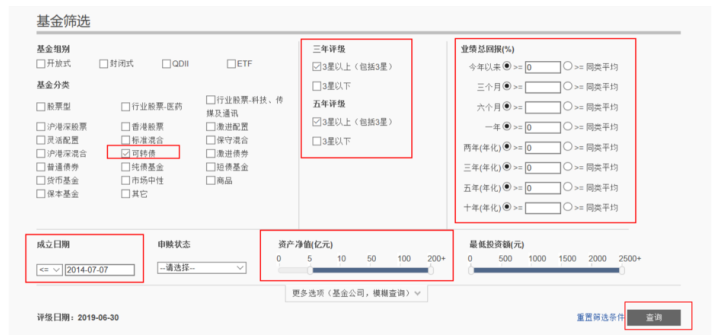 基金筛选
基金组别
开放式 封闭式 QDII ETF
基金分类
股票型 行业股票-医药 行业股票-科技、传媒及通讯
沪港深股票 香港股票 激进配置
灵活配置 标准混合 保守混合
沪港深混合 可转债 激进债券
普通债券 纯债基金 短债基金
货币基金 市场中性 商品
保本基金 其它
三年评级
3星以上(包括3星)
3星以下
五年评级
3星以上(包括3星)
3星以下
业绩总回报(%)
今年以来 >= 0 >= 同类平均
三个月 >= >= 同类平均
六个月 >= >= 同类平均
一年 >= 0 >= 同类平均
两年(年化) >= 0 >= 同类平均
三年(年化) >= 0 >= 同类平均
五年(年化) >= 0 >= 同类平均
十年(年化) >= >= 同类平均
成立日期
<= 2014-07-07
申赎状态
--请选择--
资产净值(亿元)
0 5 10 50 100 200+
最低投资额(元)
0 500 1000 1500 2000 2500+
更多选项(基金公司,模糊查询)
评级日期:2019-06-30
重置筛选条件 查询